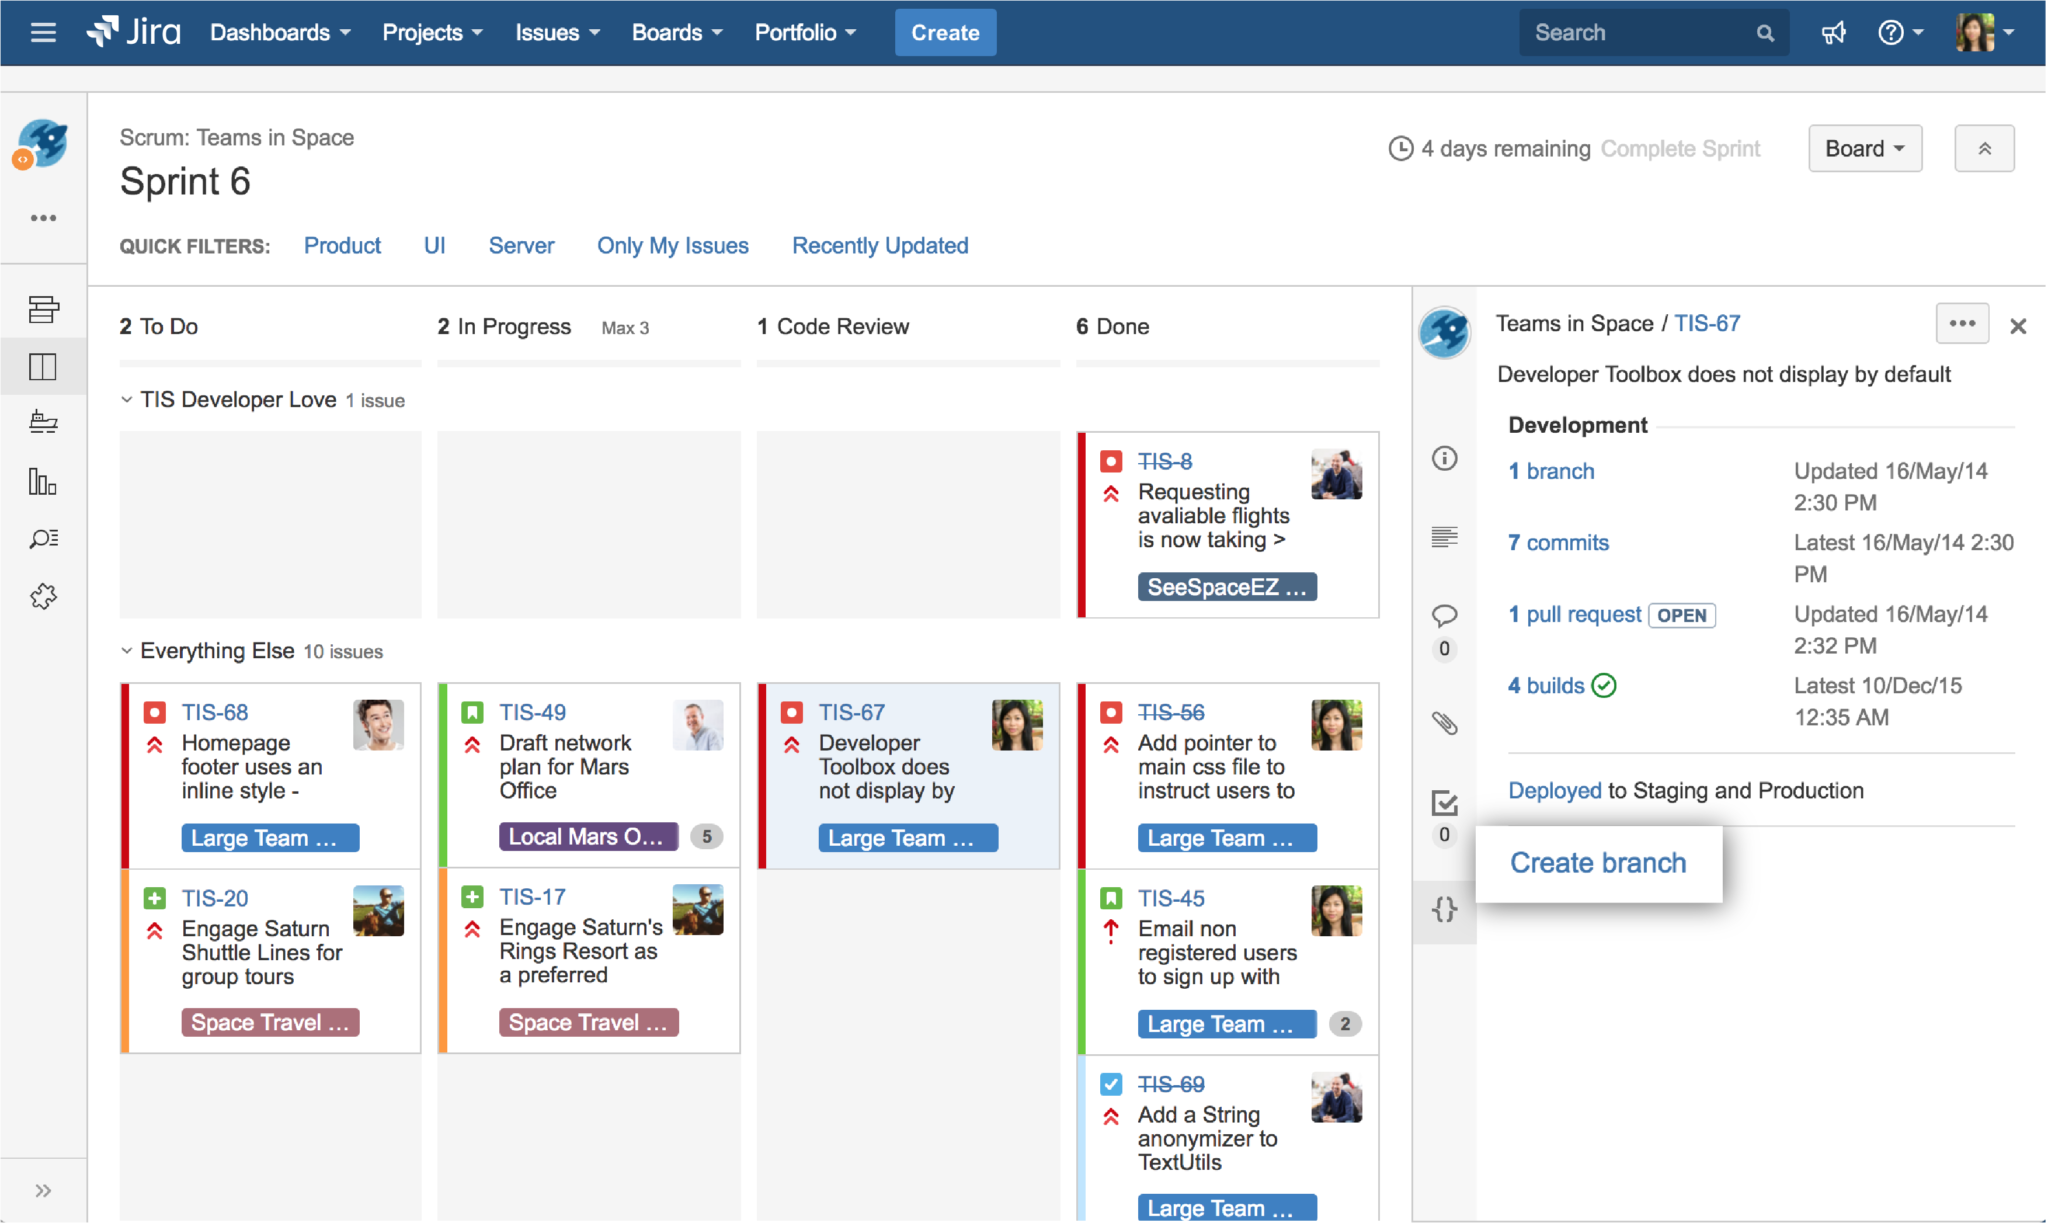 Jira
Dashboards
Projects
Issues
Boards
Portfolio
Create
Search
?
Scrum: Teams in Space
Sprint 6
4 days remaining Complete Sprint
Board
QUICK FILTERS: Product UI Server Only My Issues Recently Updated
2 To Do
2 In Progress Max 3
1 Code Review
6 Done
TIS Developer Love 1 issue
TIS-8
Requesting
avaliable flights
is now taking >
SeeSpaceEZ ...
Everything Else 10 issues
TIS-68
Homepage
footer uses an
inline style -
Large Team ...
TIS-20
Engage Saturn
Shuttle Lines for
group tours
Space Travel ...
TIS-49
Draft network
plan for Mars
Office
Local Mars O... 5
TIS-17
Engage Saturn's
Rings Resort as
a preferred
Space Travel ...
TIS-67
Developer
Toolbox does
not display by
Large Team ...
TIS-56
Add pointer to
main css file to
instruct users to
Large Team ...
TIS-45
Email non
registered users
to sign up with
Large Team ... 2
TIS-69
Add a String
anonymizer to
TextUtils
Large Team ...
0
0
{}
Teams in Space / TIS-67
Developer Toolbox does not display by default
Development
1 branch
Updated 16/May/14
2:30 PM
7 commits
Latest 16/May/14 2:30
PM
1 pull request OPEN
Updated 16/May/14
2:32 PM
4 builds
Latest 10/Dec/15
12:35 AM
Deployed to Staging and Production
Create branch